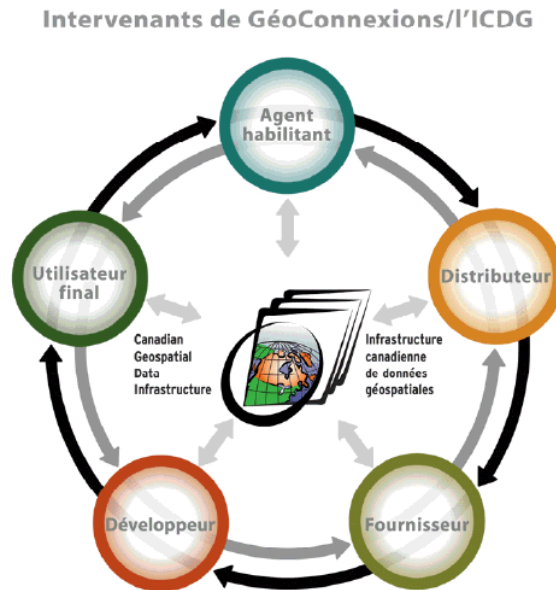 Intervenants de GéoConnexions/l'ICDG
Agent
habilitant
Utilisateur
final
Distributeur
Canadian
Geospatial
Data
Infrastructure
Infrastructure
canadienne
de données
géospatiales
Développeur
Fournisseur